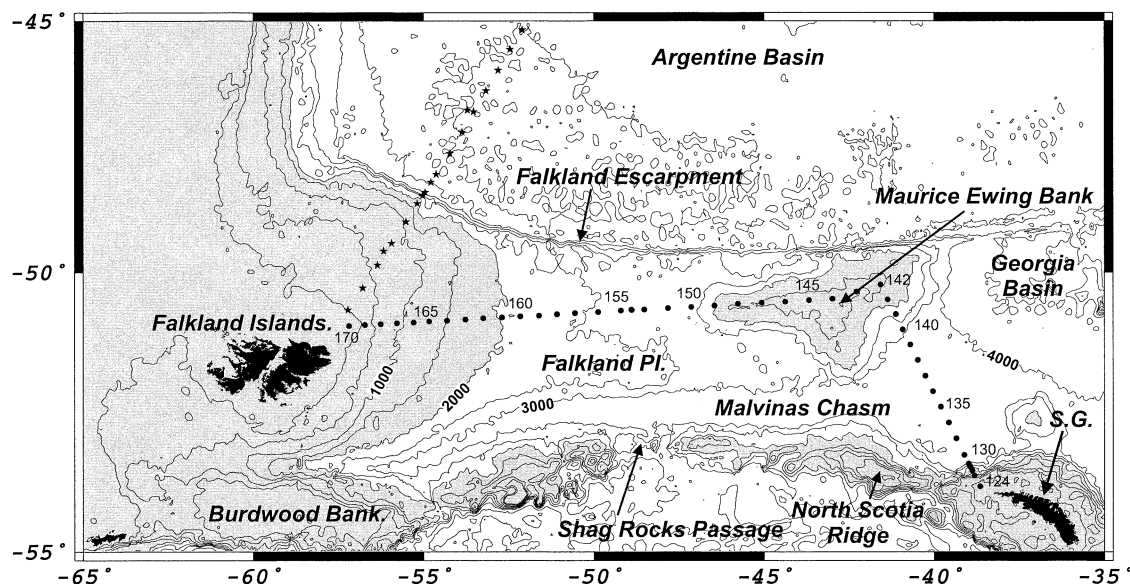 -45°
Argentine Basin
Falkland Escarpment
Maurice Ewing Bank
-50°
Georgia
Basin
155
150
145
142
160
165
170
140
Falkland Islands.
4000
Falkland Pl.
1000
2000
3000
Malvinas Chasm
135
S.G.
130
124
Burdwood Bank.
Shag Rocks Passage
North Scotia
Ridge
-55°
-65°
-60°
-55°
-50°
-45°
-40°
-35°